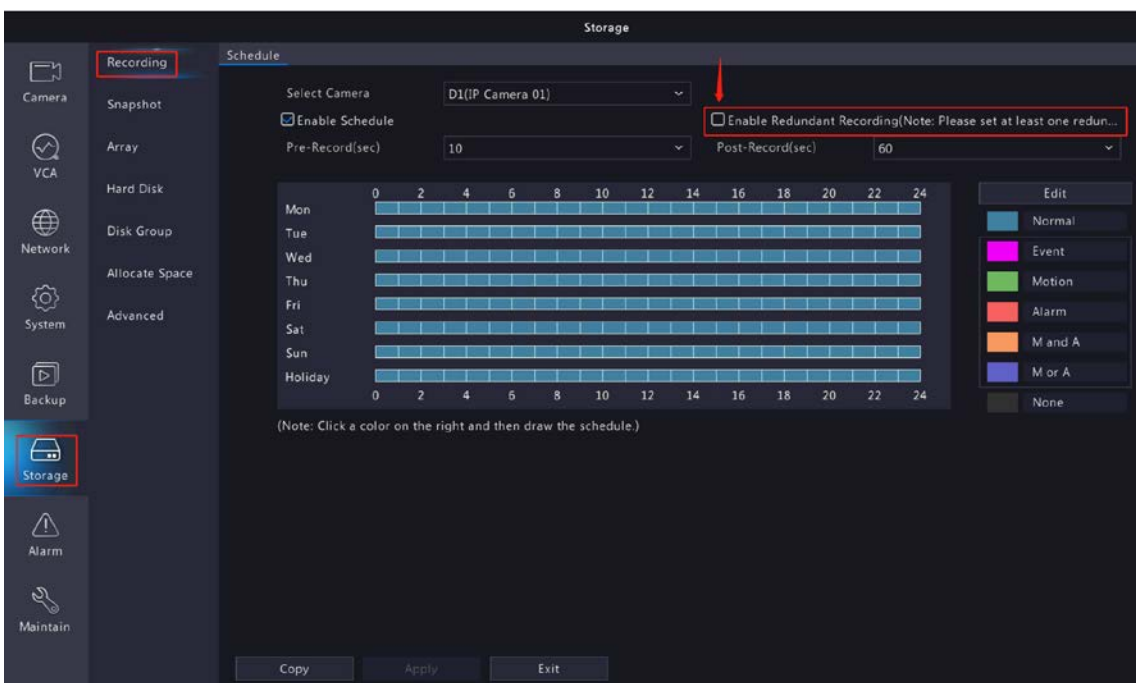 Storage
Camera
VCA
Network
System
Backup
Storage
Alarm
Maintain
Recording
Snapshot
Array
Hard Disk
Disk Group
Allocate Space
Advanced
Schedule
Select Camera D1(IP Camera 01)
Enable Schedule Enable Redundant Recording(Note: Please set at least one redun...
Pre-Record(sec) 10 Post-Record(sec) 60
0 2 4 6 8 10 12 14 16 18 20 22 24
Mon
Tue
Wed
Thu
Fri
Sat
Sun
Holiday
0 2 4 6 8 10 12 14 16 18 20 22 24
Edit
Normal
Event
Motion
Alarm
M and A
M or A
None
(Note: Click a color on the right and then draw the schedule.)
Copy Apply Exit